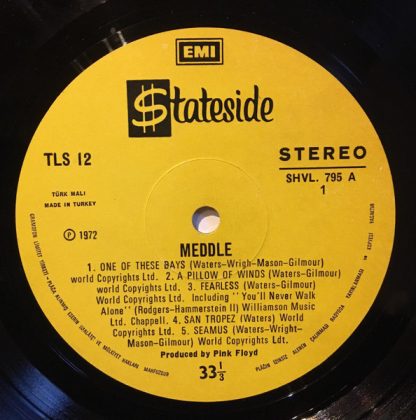 EMI
$tateside
TLS 12
STEREO
SHVL. 795 A
1
TÜRK MALI
MADE IN TURKEY
Ⓟ 1972
MEDDLE
1. ONE OF THESE BAYS (Waters–Wrigh–Mason–Gilmour)
world Copyrights Ltd. 2. A PILLOW OF WINDS (Waters–Gilmour)
world Copyrights Ltd. 3. FEARLESS (Waters–Gilmour)
world Copyrights Ltd. Including "You'll Never Walk
Alone" (Rodgers–Hammerstein II) Williamson Music
Ltd. Chappell. 4. SAN TROPEZ (Waters) World
Copyrights Ltd. 5. SEAMUS (Waters–Wright–
Mason–Gilmour) World Copyrights Ldt.
Produced by Pink Floyd
33⅓